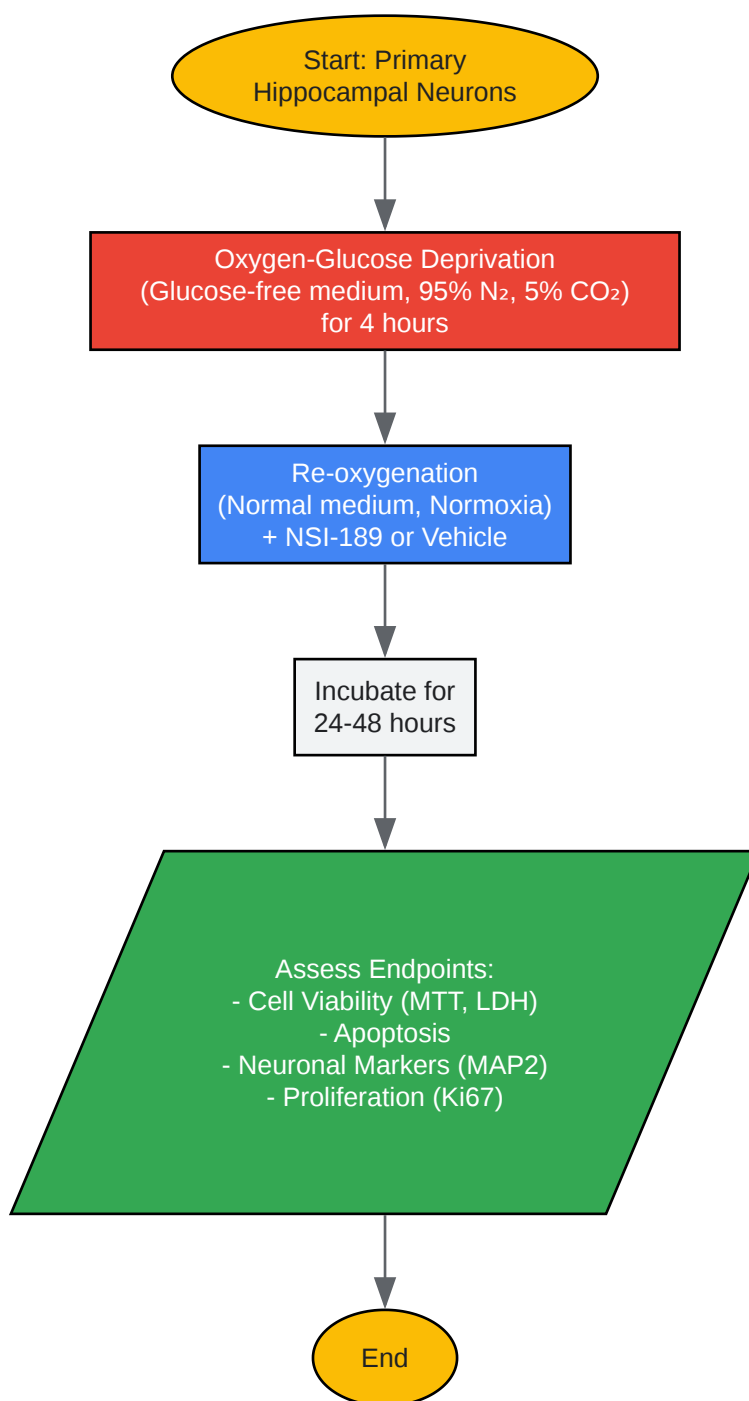 Start: Primary
Hippocampal Neurons
Oxygen-Glucose Deprivation
(Glucose-free medium, 95% N₂, 5% CO₂)
for 4 hours
Re-oxygenation
(Normal medium, Normoxia)
+ NSI-189 or Vehicle
Incubate for
24-48 hours
Assess Endpoints:
- Cell Viability (MTT, LDH)
- Apoptosis
- Neuronal Markers (MAP2)
- Proliferation (Ki67)
End